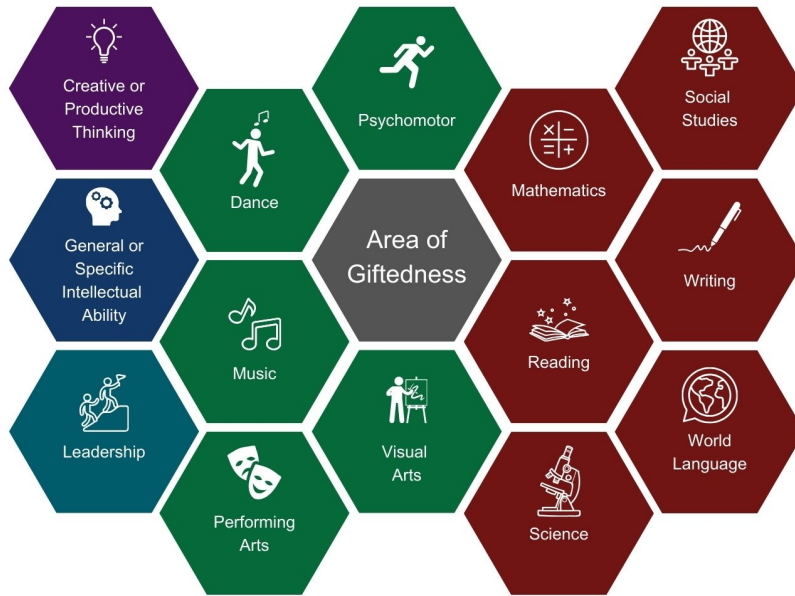 Creative or
Productive
Thinking
Psychomotor
Social
Studies
Dance
Mathematics
General or
Specific
Intellectual
Ability
Area of
Giftedness
Writing
Music
Reading
Leadership
Visual
Arts
World
Language
Performing
Arts
Science